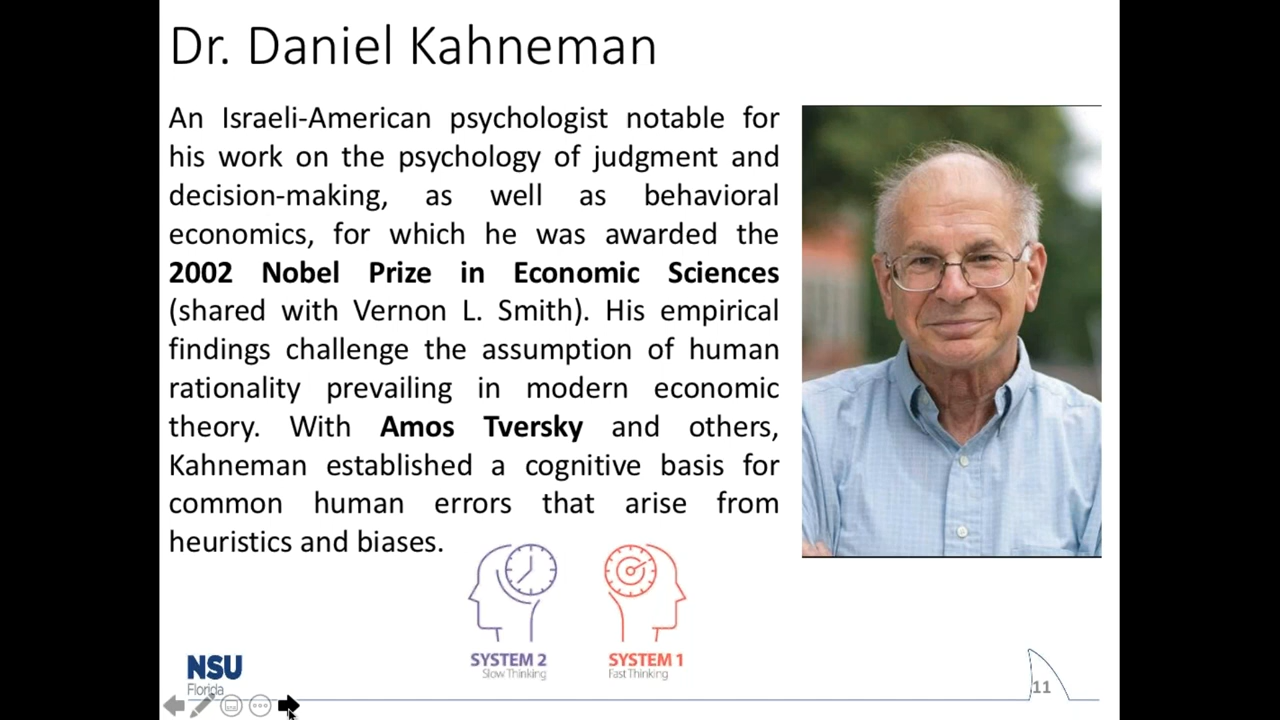 Dr. Daniel Kahneman
An Israeli-American psychologist notable for
his work on the psychology of judgment and
decision-making, as well as behavioral
economics, for which he was awarded the
2002 Nobel Prize in Economic Sciences
(shared with Vernon L. Smith). His empirical
findings challenge the assumption of human
rationality prevailing in modern economic
theory. With Amos Tversky and others,
Kahneman established a cognitive basis for
common human errors that arise from
heuristics and biases.
SYSTEM 2
Slow Thinking
SYSTEM 1
Fast Thinking
NSU
Florida
11